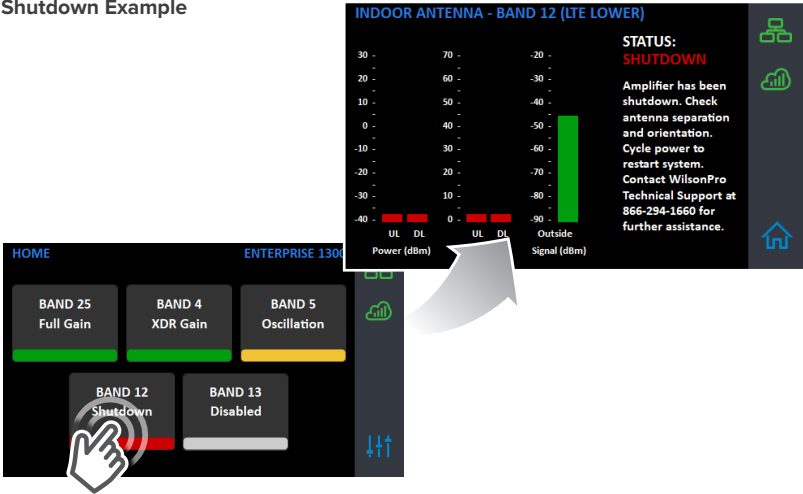 Shutdown Example
INDOOR ANTENNA - BAND 12 (LTE LOWER)
30 -
20 -
10 -
0 -
-10 -
-20 -
-30 -
-40 -
UL DL
Power (dBm)
70 -
60 -
50 -
40 -
30 -
20 -
10 -
0 -
UL DL
-20 -
-30 -
-40 -
-50 -
-60 -
-70 -
-80 -
-90 -
Outside
Signal (dBm)
STATUS:
SHUTDOWN
Amplifier has been
shutdown. Check
antenna separation
and orientation.
Cycle power to
restart system.
Contact WilsonPro
Technical Support at
866-294-1660 for
further assistance.
HOME
ENTERPRISE 1300
BAND 25
Full Gain
BAND 4
XDR Gain
BAND 5
Oscillation
BAND 12
Shutdown
BAND 13
Disabled